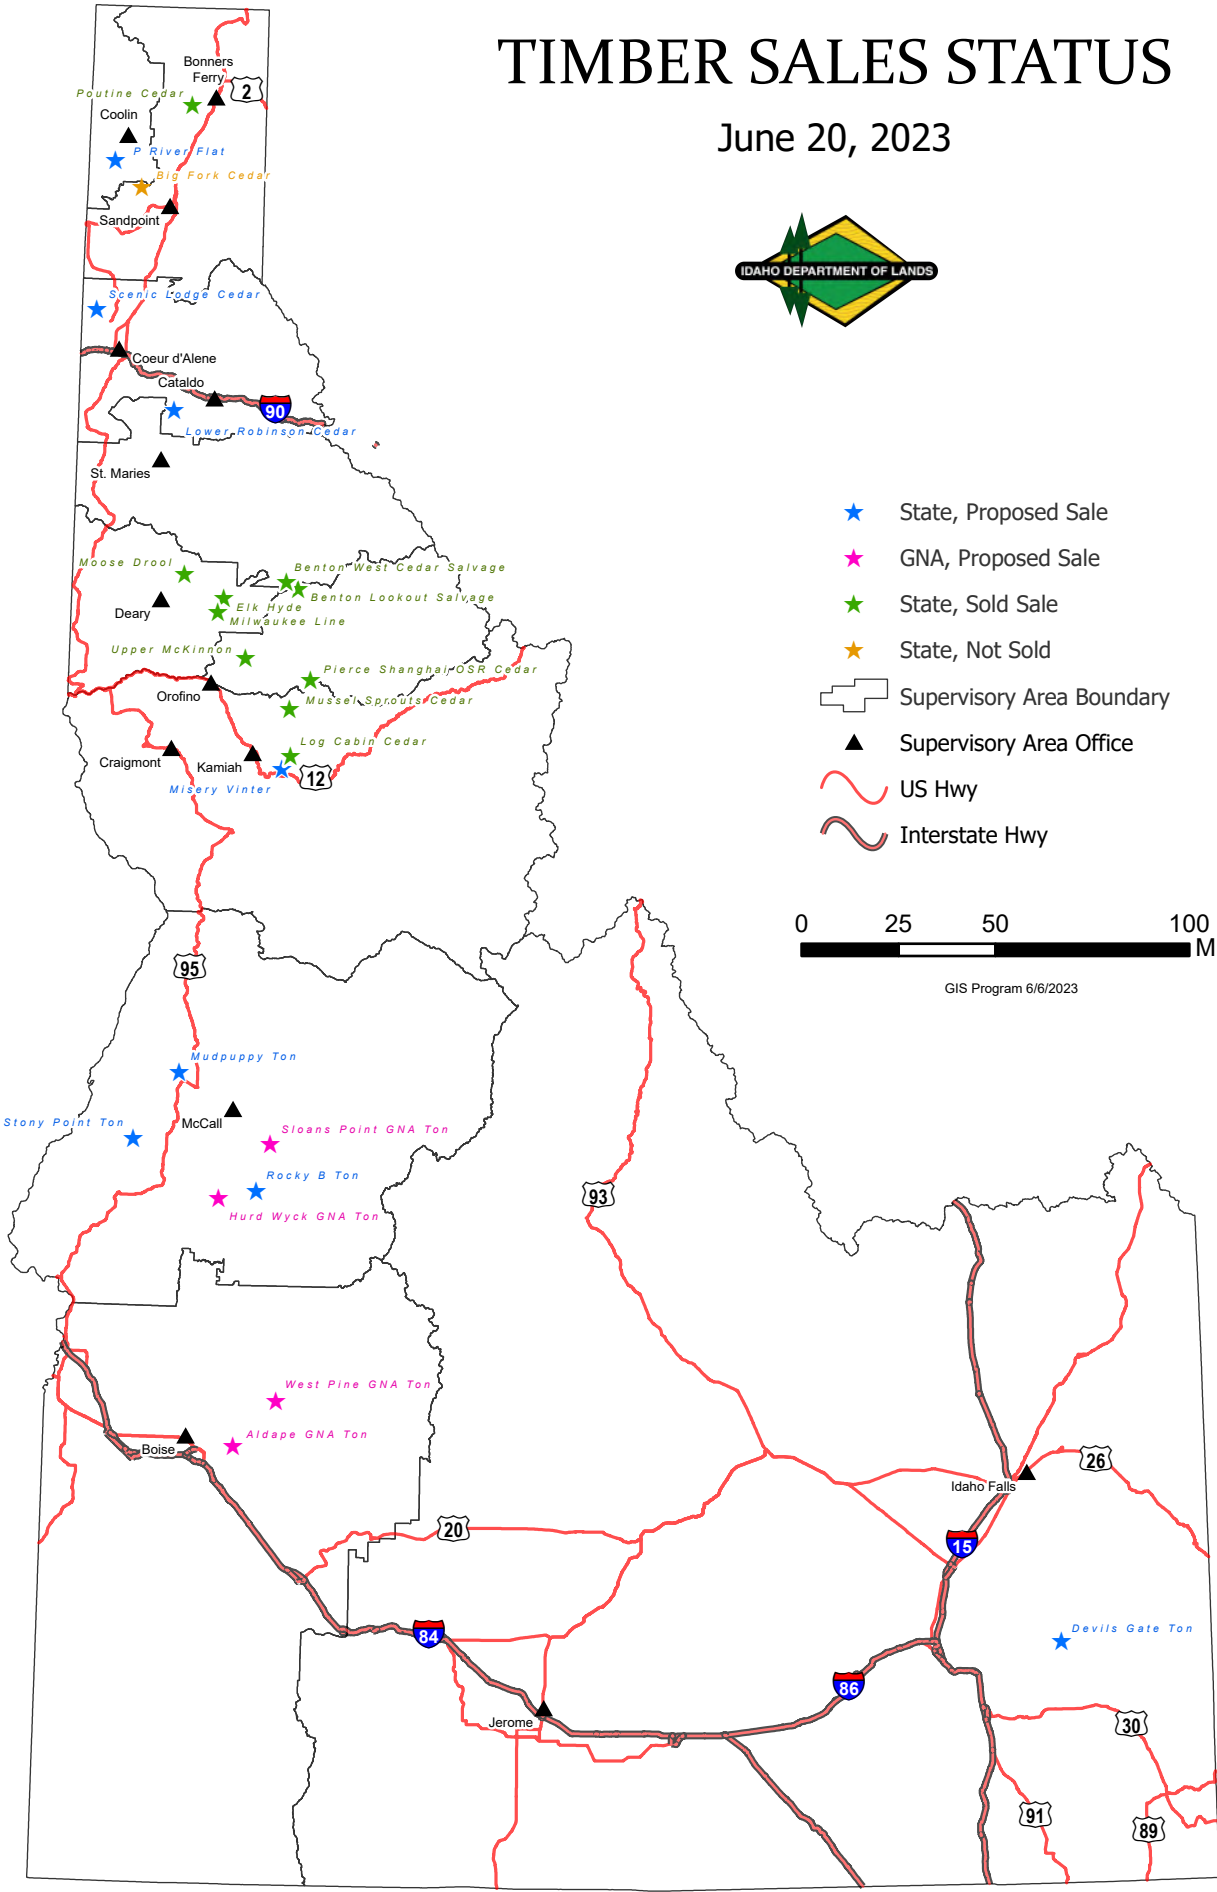 TIMBER SALES STATUS
June 20, 2023
IDAHO DEPARTMENT OF LANDS
Bonners
Ferry
2
Poutine Cedar
Coolin
P River Flat
Big Fork Cedar
Sandpoint
Scenic Lodge Cedar
Coeur d'Alene
Cataldo
90
Lower Robinson Cedar
St. Maries
State, Proposed Sale
GNA, Proposed Sale
State, Sold Sale
State, Not Sold
Supervisory Area Boundary
Supervisory Area Office
US Hwy
Interstate Hwy
Moose Drool
Benton West Cedar Salvage
Benton Lookout Salvage
Elk Hyde
Deary
Milwaukee Line
Upper McKinnon
Pierce Shanghai OSR Cedar
Orofino
Mussel Sprouts Cedar
Log Cabin Cedar
Craigmont
Kamiah
12
Misery Vinter
0 25 50 100
M
GIS Program 6/6/2023
95
Mudpuppy Ton
Stony Point Ton
McCall
Sloans Point GNA Ton
Rocky B Ton
93
Hurd Wyck GNA Ton
West Pine GNA Ton
Aldape GNA Ton
Boise
26
Idaho Falls
20
15
84
Devils Gate Ton
86
Jerome
30
91
89